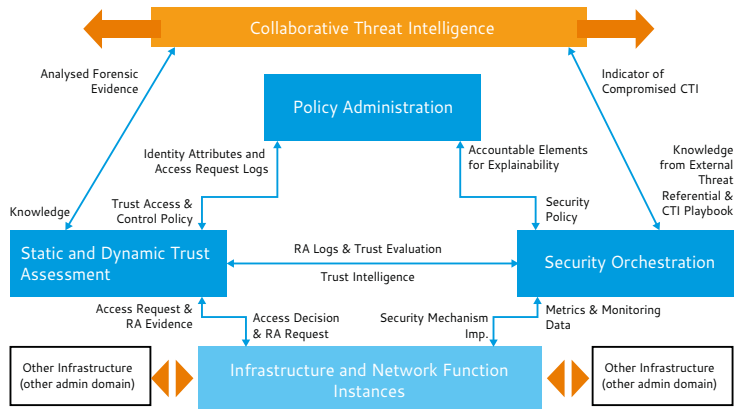 Collaborative Threat Intelligence
Analysed Forensic
Evidence
Indicator of
Compromised CTI
Policy Administration
Identity Attributes and
Access Request Logs
Accountable Elements
for Explainability
Knowledge
from External
Threat
Referential &
CTI Playbook
Knowledge
Trust Access &
Control Policy
Security
Policy
Static and Dynamic Trust
Assessment
RA Logs & Trust Evaluation
Trust Intelligence
Security Orchestration
Access Request &
RA Evidence
Access Decision
& RA Request
Security Mechanism
Imp.
Metrics & Monitoring
Data
Other Infrastructure
(other admin domain)
Infrastructure and Network Function
Instances
Other Infrastructure
(other admin domain)